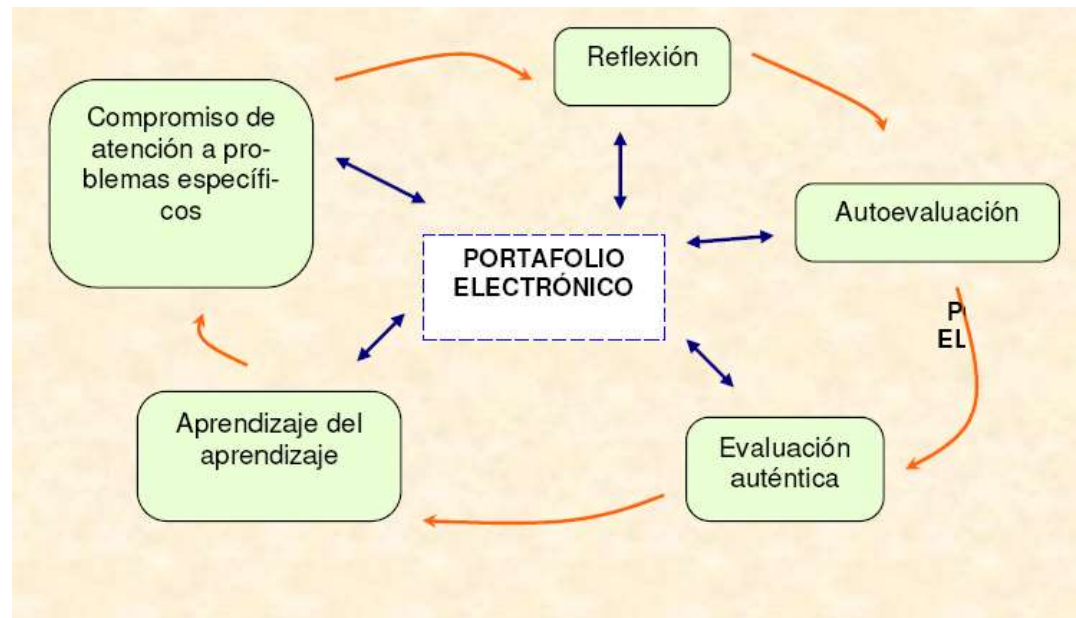 Reflexión
Compromiso de
atención a pro-
blemas específi-
cos
Autoevaluación
PORTAFOLIO
ELECTRÓNICO
P
EL
Aprendizaje del
aprendizaje
Evaluación
auténtica